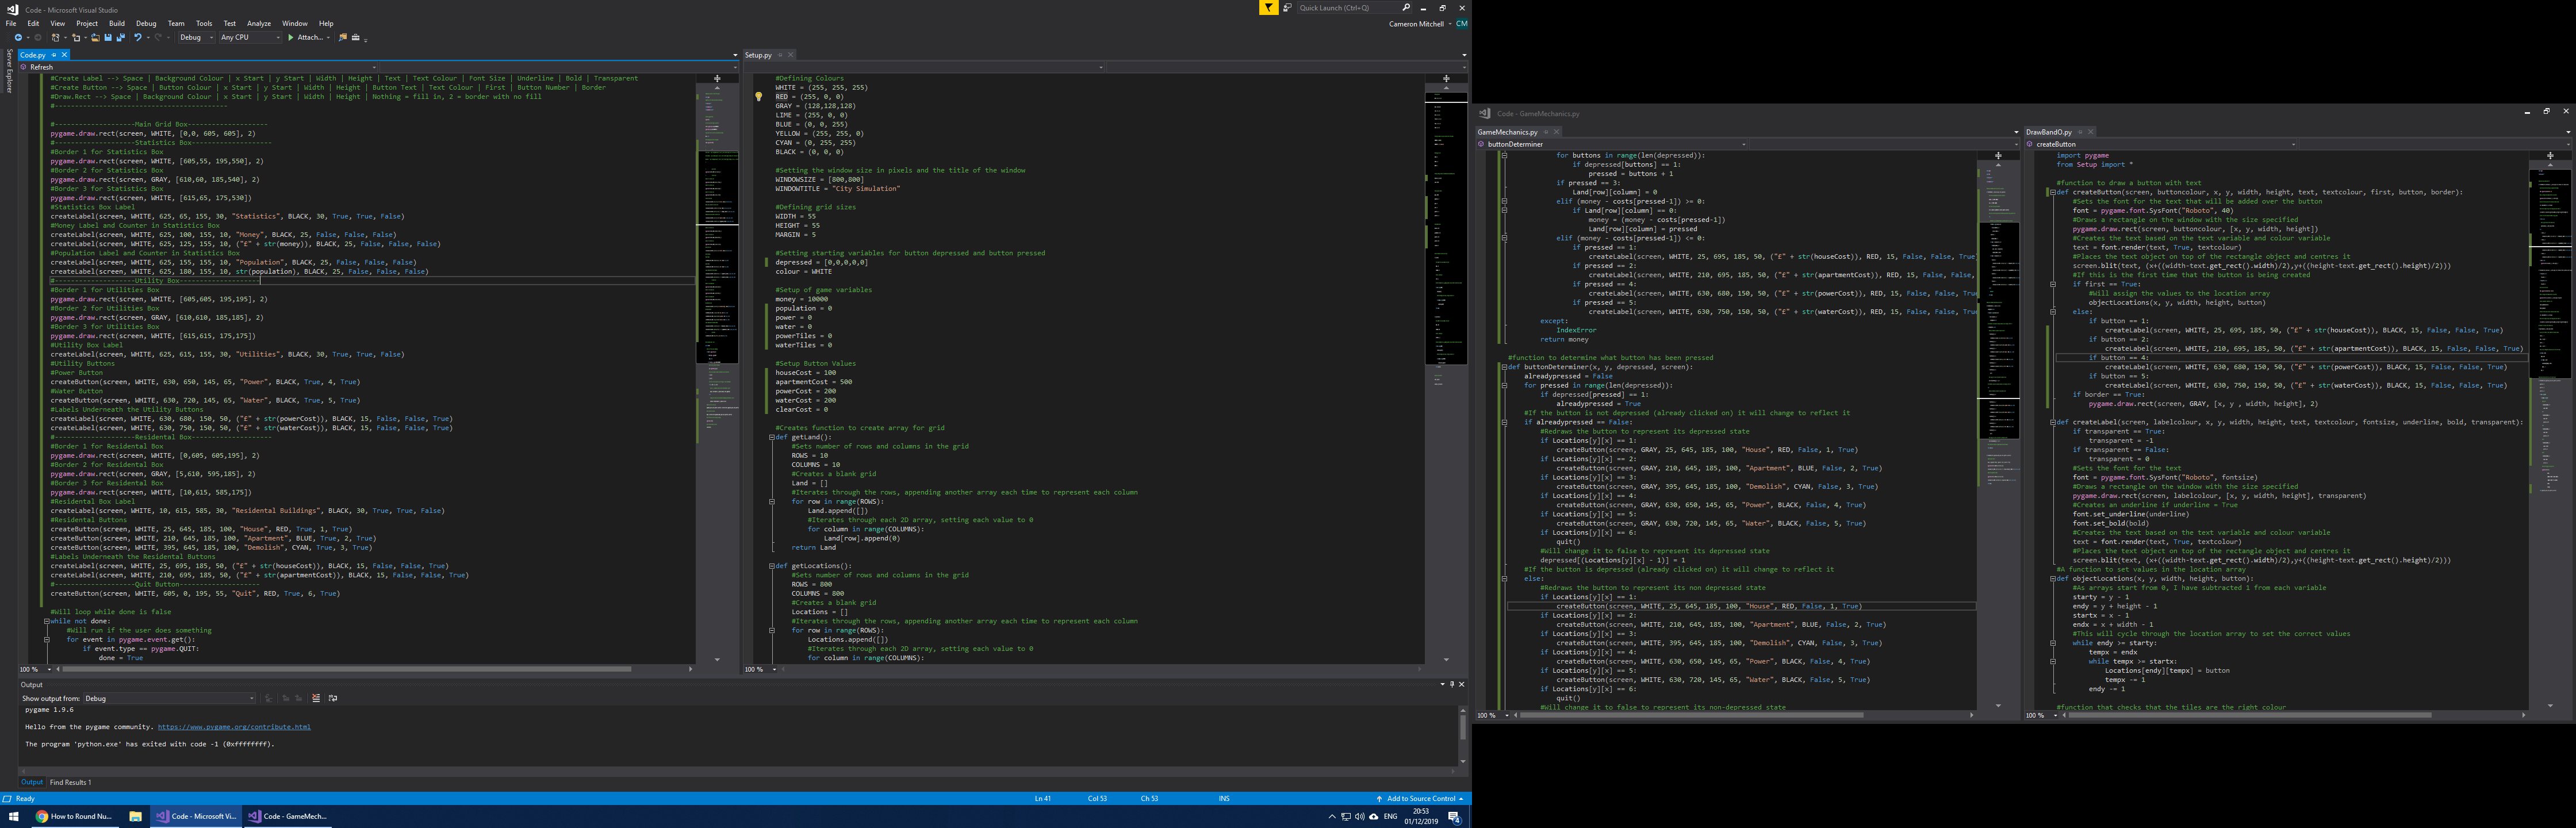 Code - Microsoft Visual Studio
Quick Launch (Ctrl+Q)
File Edit View Project Build Debug Team Tools Test Analyze Window Help
Cameron Mitchell CM
Debug Any CPU Attach...
Server Explorer
Code.py
Refresh
#Create Label --> Space | Background Colour | x Start | y Start | Width | Height | Text | Text Colour | Font Size | Underline | Bold | Transparent
#Create Button --> Space | Button Colour | x Start | y Start | Width | Height | Button Text | Text Colour | First | Button Number | Border
#Draw.Rect --> Space | Background Colour | x Start | y Start | Width | Height | Nothing = fill in, 2 = border with no fill
#-------------------------------------------
#--------------------Main Grid Box--------------------
pygame.draw.rect(screen, WHITE, [0,0, 605, 605], 2)
#--------------------Statistics Box--------------------
#Border 1 for Statistics Box
pygame.draw.rect(screen, WHITE, [605,55, 195,550], 2)
#Border 2 for Statistics Box
pygame.draw.rect(screen, GRAY, [610,60, 185,540], 2)
#Border 3 for Statistics Box
pygame.draw.rect(screen, WHITE, [615,65, 175,530])
#Statistics Box Label
createLabel(screen, WHITE, 625, 65, 155, 30, "Statistics", BLACK, 30, True, True, False)
#Money Label and Counter in Statistics Box
createLabel(screen, WHITE, 625, 100, 155, 10, "Money", BLACK, 25, False, False, False)
createLabel(screen, WHITE, 625, 125, 155, 10, ("£" + str(money)), BLACK, 25, False, False, False)
#Population Label and Counter in Statistics Box
createLabel(screen, WHITE, 625, 155, 155, 10, "Population", BLACK, 25, False, False, False)
createLabel(screen, WHITE, 625, 180, 155, 10, str(population), BLACK, 25, False, False, False)
#--------------------Utility Box--------------------
#Border 1 for Utilities Box
pygame.draw.rect(screen, WHITE, [605,605, 195,195], 2)
#Border 2 for Utilities Box
pygame.draw.rect(screen, GRAY, [610,610, 185,185], 2)
#Border 3 for Utilities Box
pygame.draw.rect(screen, WHITE, [615,615, 175,175])
#Utility Box Label
createLabel(screen, WHITE, 625, 615, 155, 30, "Utilities", BLACK, 30, True, True, False)
#Utility Buttons
#Power Button
createButton(screen, WHITE, 630, 650, 145, 65, "Power", BLACK, True, 4, True)
#Water Button
createButton(screen, WHITE, 630, 720, 145, 65, "Water", BLACK, True, 5, True)
#Labels Underneath the Utility Buttons
createLabel(screen, WHITE, 630, 680, 150, 50, ("£" + str(powerCost)), BLACK, 15, False, False, True)
createLabel(screen, WHITE, 630, 750, 150, 50, ("£" + str(waterCost)), BLACK, 15, False, False, True)
#--------------------Residental Box--------------------
#Border 1 for Residental Box
pygame.draw.rect(screen, WHITE, [0,605, 605,195], 2)
#Border 2 for Residental Box
pygame.draw.rect(screen, GRAY, [5,610, 595,185], 2)
#Border 3 for Residental Box
pygame.draw.rect(screen, WHITE, [10,615, 585,175])
#Residental Box Label
createLabel(screen, WHITE, 10, 615, 585, 30, "Residental Buildings", BLACK, 30, True, True, False)
#Residental Buttons
createButton(screen, WHITE, 25, 645, 185, 100, "House", RED, True, 1, True)
createButton(screen, WHITE, 210, 645, 185, 100, "Apartment", BLUE, True, 2, True)
createButton(screen, WHITE, 395, 645, 185, 100, "Demolish", CYAN, True, 3, True)
#Labels Underneath the Residental Buttons
createLabel(screen, WHITE, 25, 695, 185, 50, ("£" + str(houseCost)), BLACK, 15, False, False, True)
createLabel(screen, WHITE, 210, 695, 185, 50, ("£" + str(apartmentCost)), BLACK, 15, False, False, True)
#--------------------Quit Button--------------------
createButton(screen, WHITE, 605, 0, 195, 55, "Quit", RED, True, 6, True)
#Will loop while done is false
while not done:
#Will run if the user does something
for event in pygame.event.get():
if event.type == pygame.QUIT:
done = True
100 %
Setup.py
#Defining Colours
WHITE = (255, 255, 255)
RED = (255, 0, 0)
GRAY = (128,128,128)
LIME = (255, 0, 0)
BLUE = (0, 0, 255)
YELLOW = (255, 255, 0)
CYAN = (0, 255, 255)
BLACK = (0, 0, 0)
#Setting the window size in pixels and the title of the window
WINDOWSIZE = [800,800]
WINDOWTITLE = "City Simulation"
#Defining grid sizes
WIDTH = 55
HEIGHT = 55
MARGIN = 5
#Setting starting variables for button depressed and button pressed
depressed = [0,0,0,0,0]
colour = WHITE
#Setup of game variables
money = 10000
population = 0
power = 0
water = 0
powerTiles = 0
waterTiles = 0
#Setup Button Values
houseCost = 100
apartmentCost = 500
powerCost = 200
waterCost = 200
clearCost = 0
#Creates function to create array for grid
def getLand():
#Sets number of rows and columns in the grid
ROWS = 10
COLUMNS = 10
#Creates a blank grid
Land = []
#Iterates through the rows, appending another array each time to represent each column
for row in range(ROWS):
Land.append([])
#Iterates through each 2D array, setting each value to 0
for column in range(COLUMNS):
Land[row].append(0)
return Land
def getLocations():
#Sets number of rows and columns in the grid
ROWS = 800
COLUMNS = 800
#Creates a blank grid
Locations = []
#Iterates through the rows, appending another array each time to represent each column
for row in range(ROWS):
Locations.append([])
#Iterates through each 2D array, setting each value to 0
for column in range(COLUMNS):
100 %
Output
Show output from: Debug
pygame 1.9.6
Hello from the pygame community. https://www.pygame.org/contribute.html
The program 'python.exe' has exited with code -1 (0xffffffff).
Output Find Results 1
Ready Ln 41 Col 53 Ch 53 INS Add to Source Control
How to Round Nu... Code - Microsoft Vi... Code - GameMech... ENG 20:53 01/12/2019 4
Code - GameMechanics.py
GameMechanics.py
buttonDeterminer
for buttons in range(len(depressed)):
if depressed[buttons] == 1:
pressed = buttons + 1
if pressed == 3:
Land[row][column] = 0
elif (money - costs[pressed-1]) >= 0:
if Land[row][column] == 0:
money = (money - costs[pressed-1])
Land[row][column] = pressed
elif (money - costs[pressed-1]) <= 0:
if pressed == 1:
createLabel(screen, WHITE, 25, 695, 185, 50, ("£" + str(houseCost)), RED, 15, False, False, True
if pressed == 2:
createLabel(screen, WHITE, 210, 695, 185, 50, ("£" + str(apartmentCost)), RED, 15, False, False,
if pressed == 4:
createLabel(screen, WHITE, 630, 680, 150, 50, ("£" + str(powerCost)), RED, 15, False, False, Tru
if pressed == 5:
createLabel(screen, WHITE, 630, 750, 150, 50, ("£" + str(waterCost)), RED, 15, False, False, Tru
except:
IndexError
return money
#function to determine what button has been pressed
def buttonDeterminer(x, y, depressed, screen):
alreadypressed = False
for pressed in range(len(depressed)):
if depressed[pressed] == 1:
alreadypressed = True
#If the button is not depressed (already clicked on) it will change to reflect it
if alreadypressed == False:
#Redraws the button to represent its depressed state
if Locations[y][x] == 1:
createButton(screen, GRAY, 25, 645, 185, 100, "House", RED, False, 1, True)
if Locations[y][x] == 2:
createButton(screen, GRAY, 210, 645, 185, 100, "Apartment", BLUE, False, 2, True)
if Locations[y][x] == 3:
createButton(screen, GRAY, 395, 645, 185, 100, "Demolish", CYAN, False, 3, True)
if Locations[y][x] == 4:
createButton(screen, GRAY, 630, 650, 145, 65, "Power", BLACK, False, 4, True)
if Locations[y][x] == 5:
createButton(screen, GRAY, 630, 720, 145, 65, "Water", BLACK, False, 5, True)
if Locations[y][x] == 6:
quit()
#Will change it to false to represent its depressed state
depressed[(Locations[y][x] - 1)] = 1
#If the button is depressed (already clicked on) it will change to reflect it
else:
#Redraws the button to represent its non depressed state
if Locations[y][x] == 1:
createButton(screen, WHITE, 25, 645, 185, 100, "House", RED, False, 1, True)
if Locations[y][x] == 2:
createButton(screen, WHITE, 210, 645, 185, 100, "Apartment", BLUE, False, 2, True)
if Locations[y][x] == 3:
createButton(screen, WHITE, 395, 645, 185, 100, "Demolish", CYAN, False, 3, True)
if Locations[y][x] == 4:
createButton(screen, WHITE, 630, 650, 145, 65, "Power", BLACK, False, 4, True)
if Locations[y][x] == 5:
createButton(screen, WHITE, 630, 720, 145, 65, "Water", BLACK, False, 5, True)
if Locations[y][x] == 6:
quit()
#Will change it to false to represent its non-depressed state
100 %
DrawBandO.py
createButton
import pygame
from Setup import *
#function to draw a button with text
def createButton(screen, buttoncolour, x, y, width, height, text, textcolour, first, button, border):
#Sets the font for the text that will be added over the button
font = pygame.font.SysFont("Roboto", 40)
#Draws a rectangle on the window with the size specified
pygame.draw.rect(screen, buttoncolour, [x, y, width, height])
#Creates the text based on the text variable and colour variable
text = font.render(text, True, textcolour)
#Places the text object on top of the rectangle object and centres it
screen.blit(text, (x+((width-text.get_rect().width)/2),y+((height-text.get_rect().height)/2)))
#If this is the first time that the button is being created
if first == True:
#Will assign the values to the location array
objectLocations(x, y, width, height, button)
else:
if button == 1:
createLabel(screen, WHITE, 25, 695, 185, 50, ("£" + str(houseCost)), BLACK, 15, False, False, True)
if button == 2:
createLabel(screen, WHITE, 210, 695, 185, 50, ("£" + str(apartmentCost)), BLACK, 15, False, False, True)
if button == 4:
createLabel(screen, WHITE, 630, 680, 150, 50, ("£" + str(powerCost)), BLACK, 15, False, False, True)
if button == 5:
createLabel(screen, WHITE, 630, 750, 150, 50, ("£" + str(waterCost)), BLACK, 15, False, False, True)
if border == True:
pygame.draw.rect(screen, GRAY, [x, y , width, height], 2)
def createLabel(screen, labelcolour, x, y, width, height, text, textcolour, fontsize, underline, bold, transparent):
if transparent == True:
transparent = -1
if transparent == False:
transparent = 0
#Sets the font for the text
font = pygame.font.SysFont("Roboto", fontsize)
#Draws a rectangle on the window with the size specified
pygame.draw.rect(screen, labelcolour, [x, y, width, height], transparent)
#Creates an underline if underline = True
font.set_underline(underline)
font.set_bold(bold)
#Creates the text based on the text variable and colour variable
text = font.render(text, True, textcolour)
#Places the text object on top of the rectangle object and centres it
screen.blit(text, (x+((width-text.get_rect().width)/2),y+((height-text.get_rect().height)/2)))
#A function to set values in the location array
def objectLocations(x, y, width, height, button):
#As arrays start from 0, I have subtracted 1 from each variable
starty = y - 1
endy = y + height - 1
startx = x - 1
endx = x + width - 1
#This will cycle through the location array to set the correct values
while endy >= starty:
tempx = endx
while tempx >= startx:
Locations[endy][tempx] = button
tempx -= 1
endy -= 1
#function that checks that the tiles are the right colour
100 %